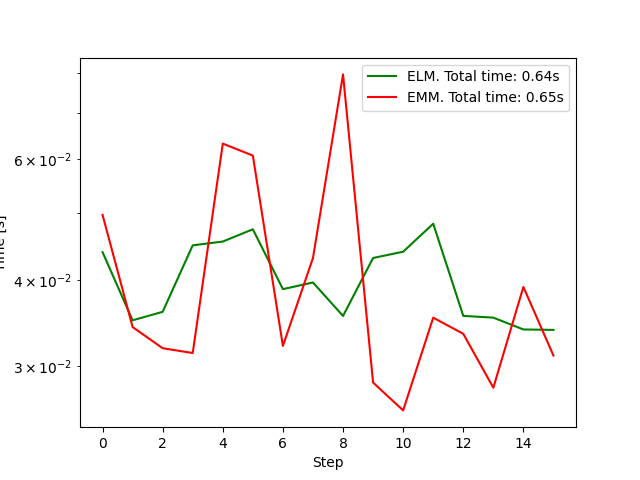 ELM. Total time: 0.64s
EMM. Total time: 0.65s
6 × 10⁻²
4 × 10⁻²
3 × 10⁻²
Time [s]
0 2 4 6 8 10 12 14
Step